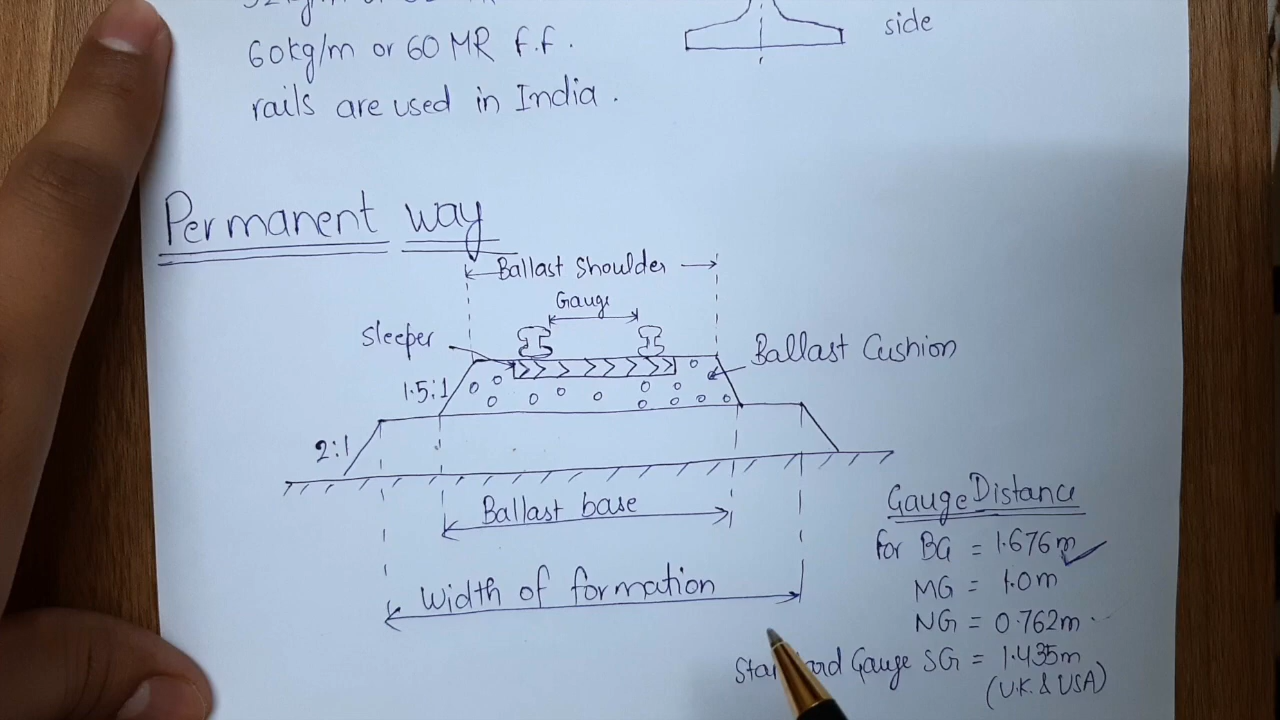 60kg/m or 60 MR f.f.
rails are used in India.
side
Permanent way
Ballast Shoulder
Gauge
Sleeper
Ballast Cushion
1.5:1
2:1
Ballast base
Width of formation
Gauge Distance
for BG = 1.676m
MG = 1.0m
NG = 0.762m
Gauge SG = 1.435m
(U.K. & USA)